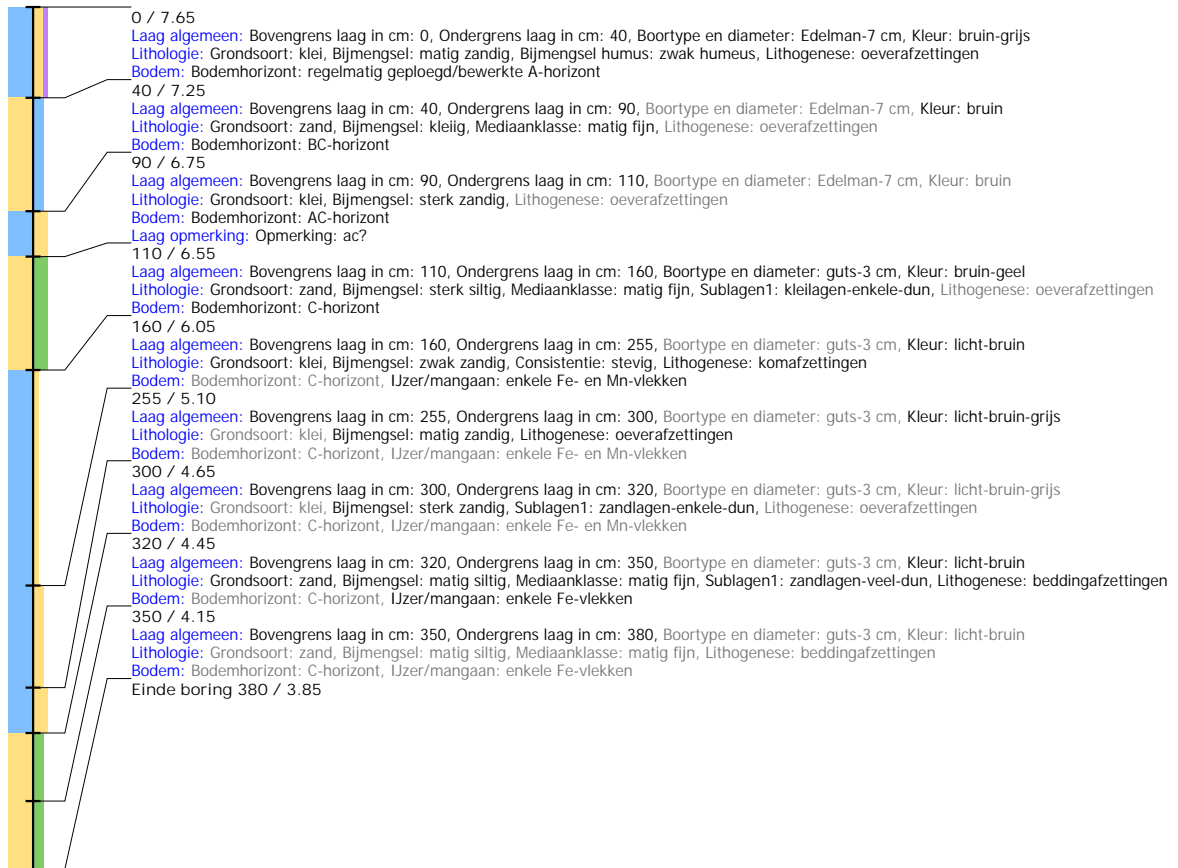 0 / 7.65
Laag algemeen: Bovengrens laag in cm: 0, Ondergrens laag in cm: 40, Boortype en diameter: Edelman-7 cm, Kleur: bruin-grijs
Lithologie: Grondsoort: klei, Bijmengsel: matig zandig, Bijmengsel humus: zwak humeus, Lithogenese: oeverafzettingen
Bodem: Bodemhorizont: regelmatig geploegd/bewerkte A-horizont
40 / 7.25
Laag algemeen: Bovengrens laag in cm: 40, Ondergrens laag in cm: 90, Boortype en diameter: Edelman-7 cm, Kleur: bruin
Lithologie: Grondsoort: zand, Bijmengsel: kleiig, Mediaanklasse: matig fijn, Lithogenese: oeverafzettingen
Bodem: Bodemhorizont: BC-horizont
90 / 6.75
Laag algemeen: Bovengrens laag in cm: 90, Ondergrens laag in cm: 110, Boortype en diameter: Edelman-7 cm, Kleur: bruin
Lithologie: Grondsoort: klei, Bijmengsel: sterk zandig, Lithogenese: oeverafzettingen
Bodem: Bodemhorizont: AC-horizont
Laag opmerking: Opmerking: ac?
110 / 6.55
Laag algemeen: Bovengrens laag in cm: 110, Ondergrens laag in cm: 160, Boortype en diameter: guts-3 cm, Kleur: bruin-geel
Lithologie: Grondsoort: zand, Bijmengsel: sterk siltig, Mediaanklasse: matig fijn, Sublagen1: kleilagen-enkele-dun, Lithogenese: oeverafzettingen
Bodem: Bodemhorizont: C-horizont
160 / 6.05
Laag algemeen: Bovengrens laag in cm: 160, Ondergrens laag in cm: 255, Boortype en diameter: guts-3 cm, Kleur: licht-bruin
Lithologie: Grondsoort: klei, Bijmengsel: zwak zandig, Consistentie: stevig, Lithogenese: komafzettingen
Bodem: Bodemhorizont: C-horizont, IJzer/mangaan: enkele Fe- en Mn-vlekken
255 / 5.10
Laag algemeen: Bovengrens laag in cm: 255, Ondergrens laag in cm: 300, Boortype en diameter: guts-3 cm, Kleur: licht-bruin-grijs
Lithologie: Grondsoort: klei, Bijmengsel: matig zandig, Lithogenese: oeverafzettingen
Bodem: Bodemhorizont: C-horizont, IJzer/mangaan: enkele Fe- en Mn-vlekken
300 / 4.65
Laag algemeen: Bovengrens laag in cm: 300, Ondergrens laag in cm: 320, Boortype en diameter: guts-3 cm, Kleur: licht-bruin-grijs
Lithologie: Grondsoort: klei, Bijmengsel: sterk zandig, Sublagen1: zandlagen-enkele-dun, Lithogenese: oeverafzettingen
Bodem: Bodemhorizont: C-horizont, IJzer/mangaan: enkele Fe- en Mn-vlekken
320 / 4.45
Laag algemeen: Bovengrens laag in cm: 320, Ondergrens laag in cm: 350, Boortype en diameter: guts-3 cm, Kleur: licht-bruin
Lithologie: Grondsoort: zand, Bijmengsel: matig siltig, Mediaanklasse: matig fijn, Sublagen1: zandlagen-veel-dun, Lithogenese: beddingafzettingen
Bodem: Bodemhorizont: C-horizont, IJzer/mangaan: enkele Fe-vlekken
350 / 4.15
Laag algemeen: Bovengrens laag in cm: 350, Ondergrens laag in cm: 380, Boortype en diameter: guts-3 cm, Kleur: licht-bruin
Lithologie: Grondsoort: zand, Bijmengsel: matig siltig, Mediaanklasse: matig fijn, Lithogenese: beddingafzettingen
Bodem: Bodemhorizont: C-horizont, IJzer/mangaan: enkele Fe-vlekken
Einde boring 380 / 3.85